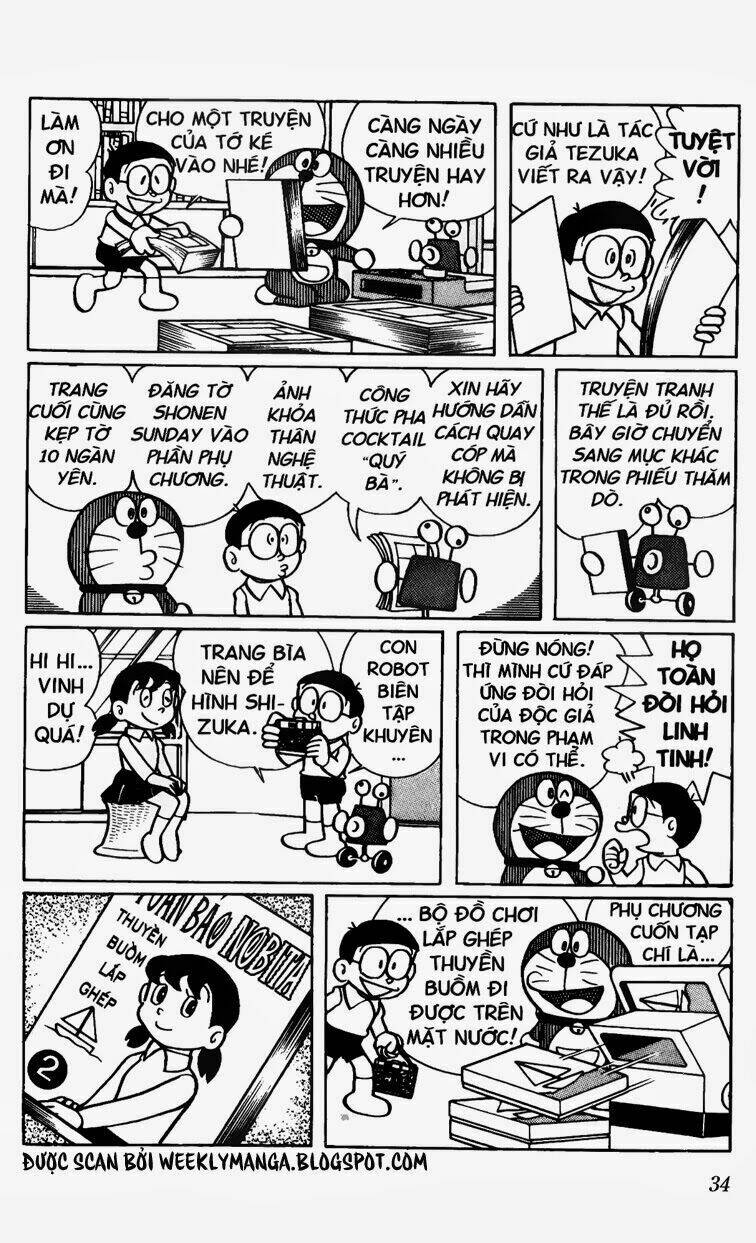 TUYỆT
VỜI
!
CỨ NHƯ LÀ TÁC
GIẢ TEZUKA
VIẾT RA VẬY!
CÀNG NGÀY
CÀNG NHIỀU
TRUYỆN HAY
HƠN!
CHO MỘT TRUYỆN
CỦA TỚ KÉ
VÀO NHÉ!
LÀM
ƠN
ĐI
MÀ!
TRUYỆN TRANH
THẾ LÀ ĐỦ RỒI.
BÂY GIỜ CHUYỂN
SANG MỤC KHÁC
TRONG PHIẾU THĂM
DÒ.
XIN HÃY
HƯỚNG DẪN
CÁCH QUAY
CÓP MÀ
KHÔNG BỊ
PHÁT HIỆN.
CÔNG
THỨC PHA
COCKTAIL
“QUÝ
BÀ”.
ẢNH
KHỎA
THÂN
NGHỆ
THUẬT.
ĐĂNG TỜ
SHONEN
SUNDAY VÀO
PHẦN PHỤ
CHƯƠNG.
TRANG
CUỐI CÙNG
KẸP TỜ
10 NGÀN
YÊN.
HỌ
TOÀN
ĐÒI HỎI
LINH
TINH!
ĐỪNG NÓNG!
THÌ MÌNH CỨ ĐÁP
ỨNG ĐÒI HỎI
CỦA ĐỘC GIẢ
TRONG PHẠM
VI CÓ THỂ.
CON
ROBOT
BIÊN
TẬP
KHUYÊN
...
TRANG BÌA
NÊN ĐỂ
HÌNH SHI-
ZUKA.
HI HI...
VINH
DỰ
QUÁ!
PHỤ CHƯƠNG
CUỐN TẠP
CHÍ LÀ...
... BỘ ĐỒ CHƠI
LẮP GHÉP
THUYỀN
BUỒM ĐI
ĐƯỢC TRÊN
MẶT NƯỚC!
TUẦN BÁO NOBITA
THUYỀN
BUỒM
LẮP
GHÉP
2
ĐƯỢC SCAN BỞI WEEKLYMANGA.BLOGSPOT.COM
34